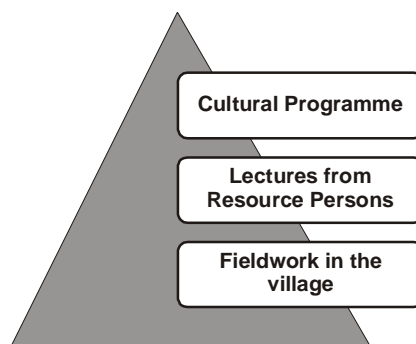 Cultural Programme
Lectures from
Resource Persons
Fieldwork in the
village